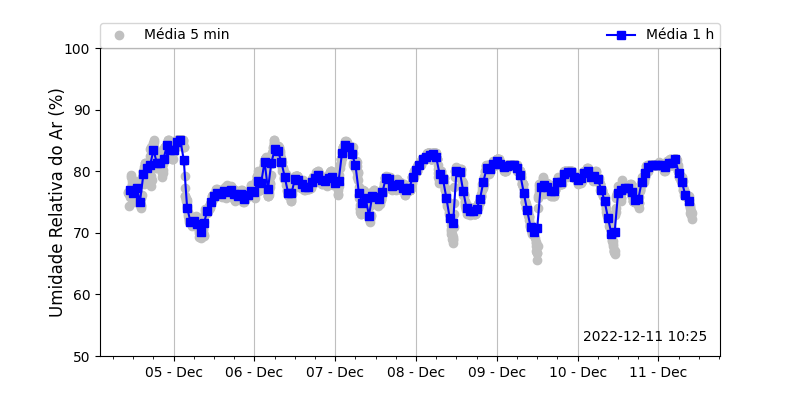 Média 5 min
Média 1 h
100
90
80
70
60
50
Umidade Relativa do Ar (%)
2022-12-11 10:25
05 - Dec
06 - Dec
07 - Dec
08 - Dec
09 - Dec
10 - Dec
11 - Dec